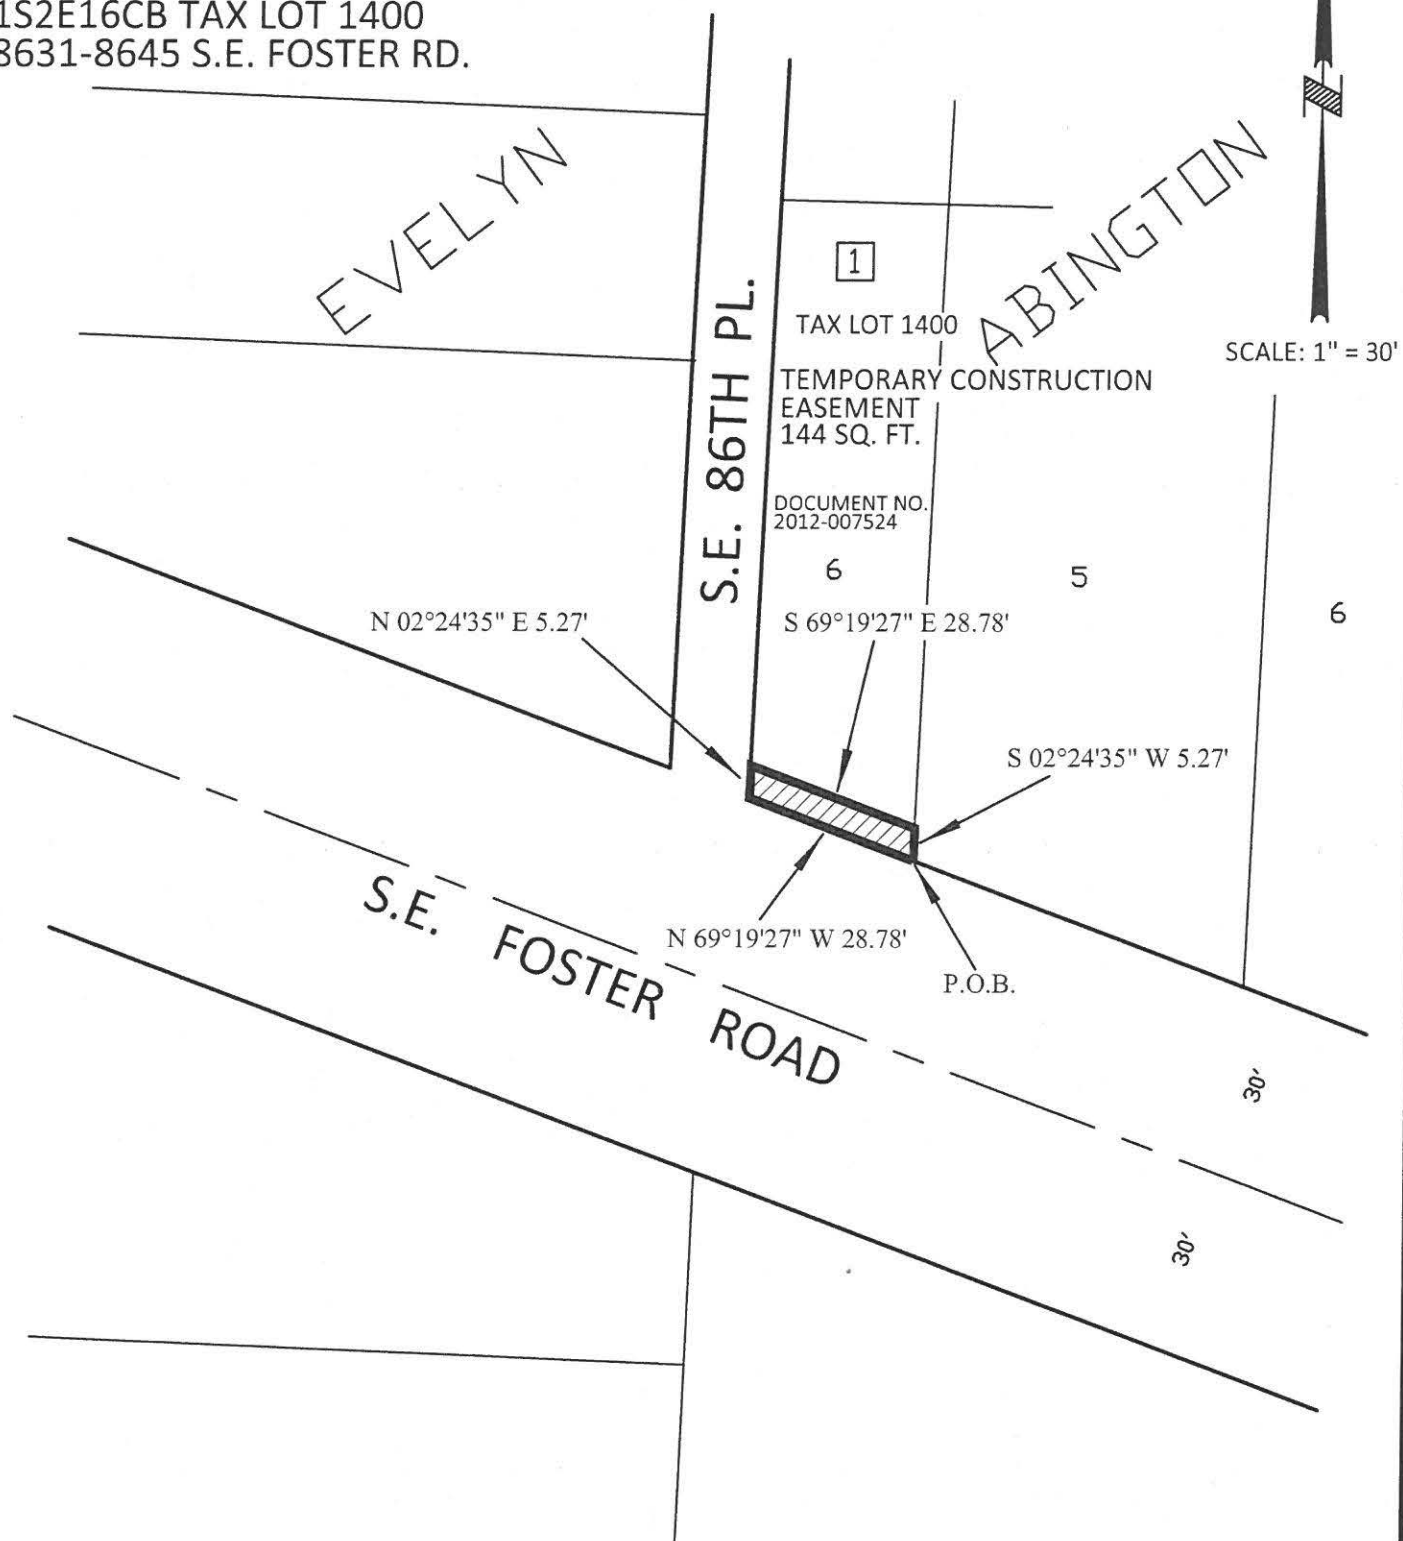 1S2E16CB TAX LOT 1400
8631-8645 S.E. FOSTER RD.
N
EVELYN
ABINGTON
SCALE: 1" = 30'
1
TAX LOT 1400
TEMPORARY CONSTRUCTION
EASEMENT
144 SQ. FT.
S.E. 86TH PL.
DOCUMENT NO.
2012-007524
6
5
6
N 02°24'35" E 5.27'
S 69°19'27" E 28.78'
S 02°24'35" W 5.27'
N 69°19'27" W 28.78'
P.O.B.
S.E. FOSTER ROAD
30'
30'